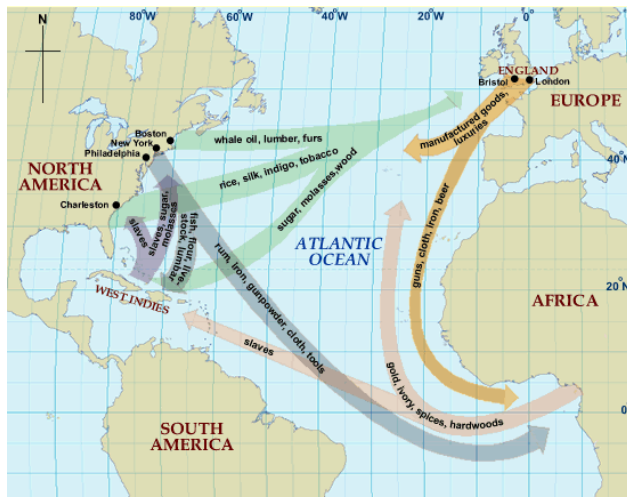 N
80 W
60 W
40 W
20 W
0
ENGLAND
Bristol
London
EUROPE
manufactured goods,
luxuries
Boston
New York
Philadelphia
whale oil, lumber, furs
40 N
NORTH
AMERICA
rice, silk, indigo, tobacco
sugar, molasses,wood
Charleston
slaves
slaves, sugar,
molasses
fish, flour, live-
stock, lumbar
ATLANTIC
OCEAN
guns, cloth, iron, beer
rum, iron, gunpowder, cloth, tools
WEST INDIES
20 N
AFRICA
slaves
gold, ivory, spices, hardwoods
0
SOUTH
AMERICA